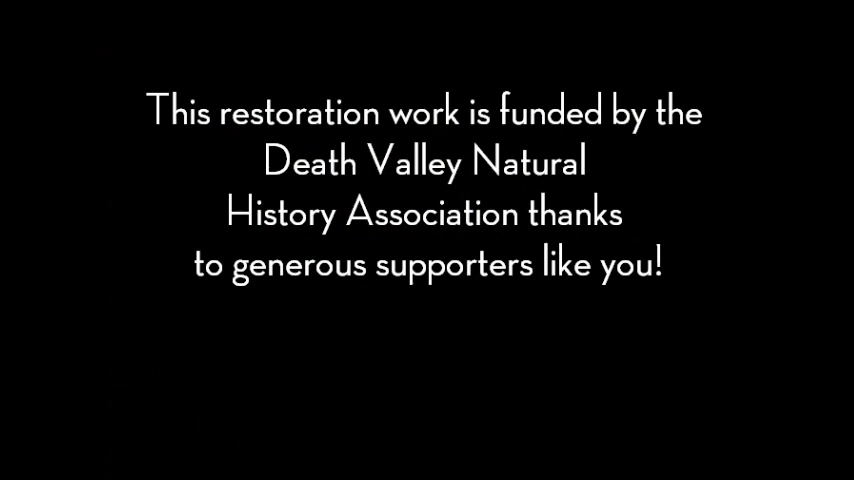 This restoration work is funded by the
Death Valley Natural
History Association thanks
to generous supporters like you!